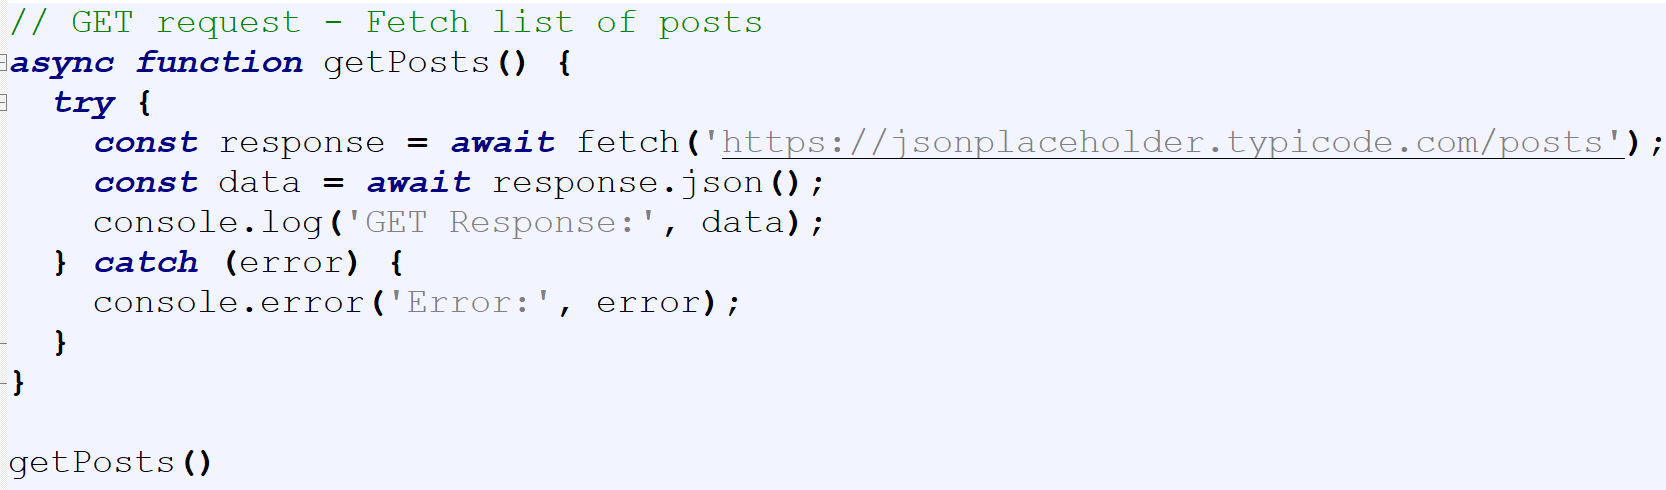 // GET request - Fetch list of posts
async function getPosts() {
  try {
    const response = await fetch('https://jsonplaceholder.typicode.com/posts');
    const data = await response.json();
    console.log('GET Response:', data);
  } catch (error) {
    console.error('Error:', error);
  }
}

getPosts()